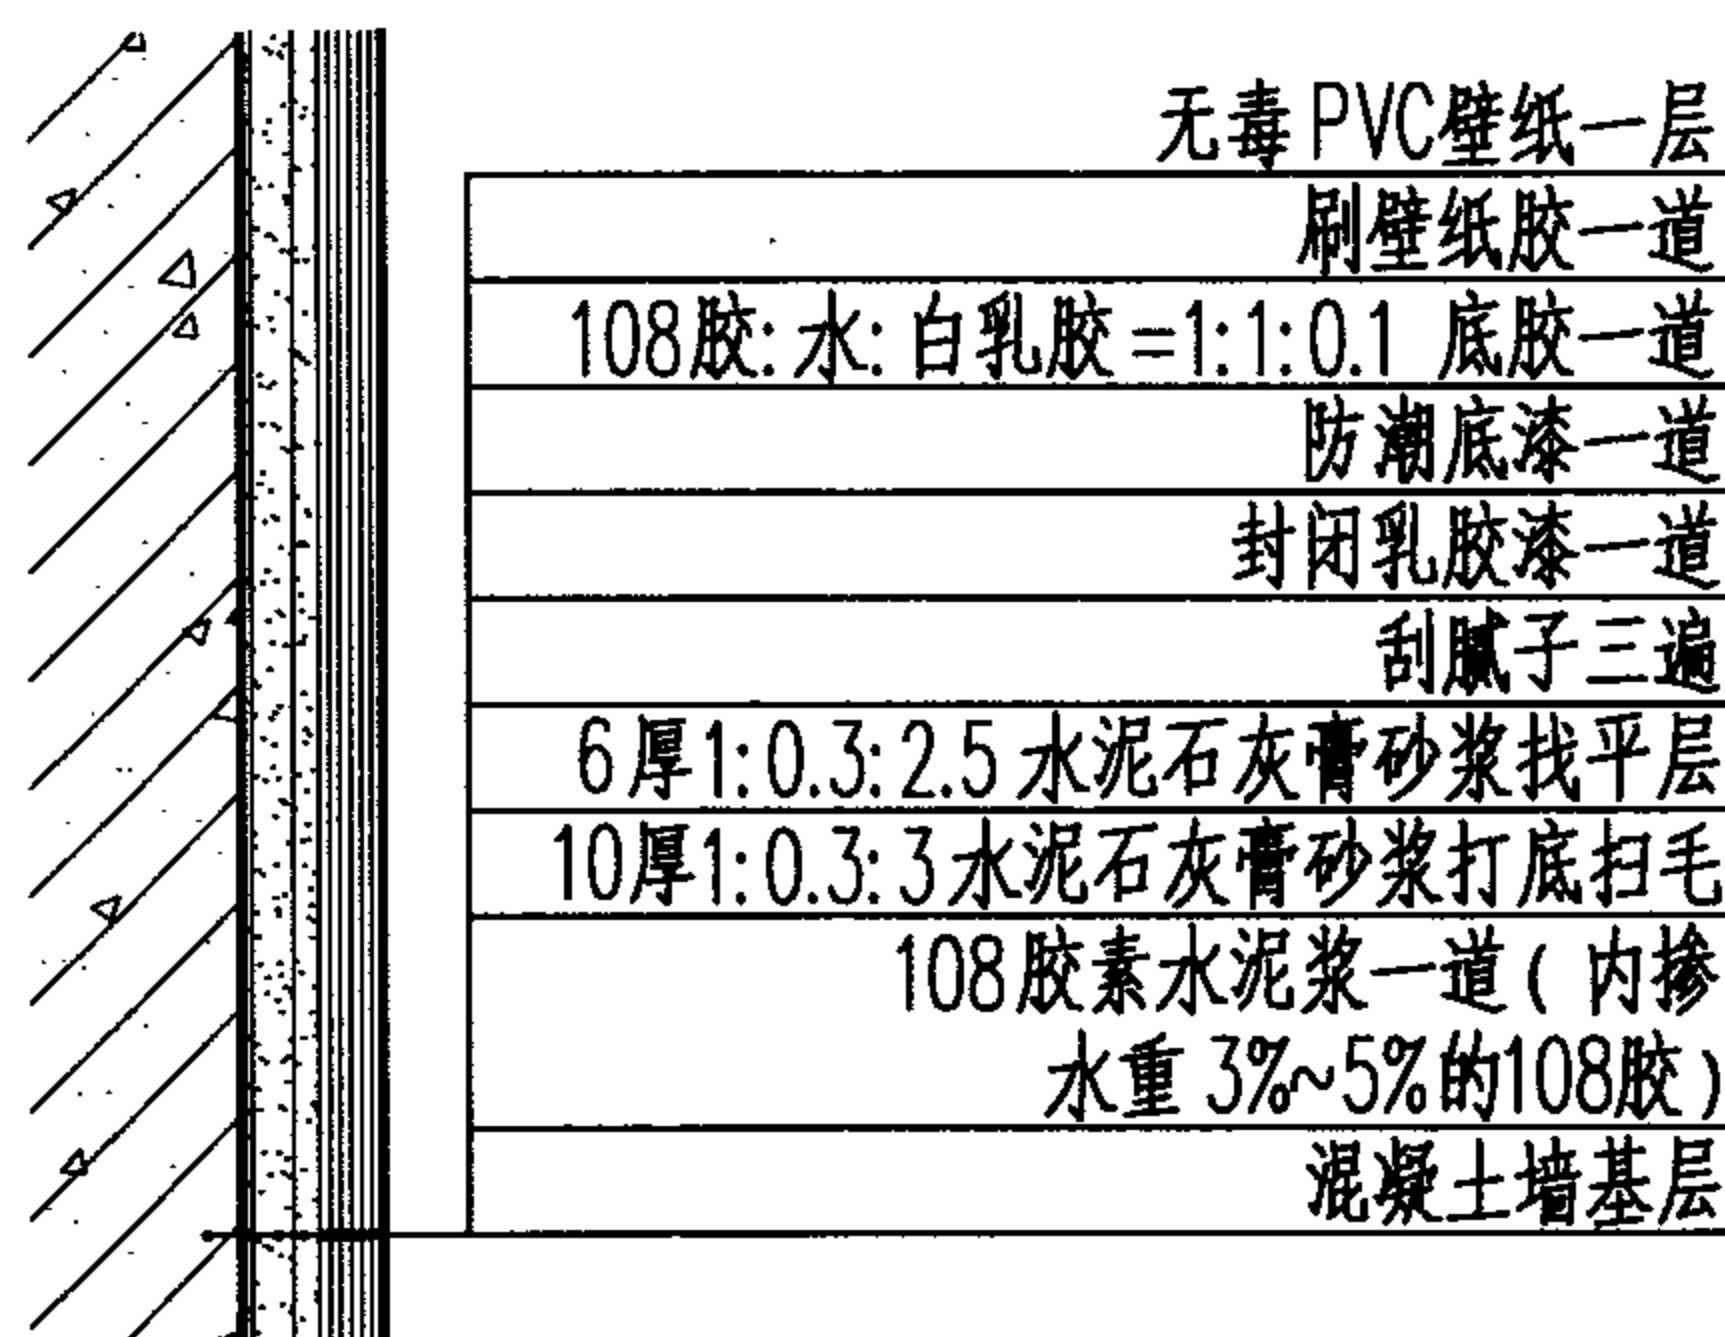 无毒PVC壁纸一层
刷壁纸胶一道
108胶:水:白乳胶=1:1:0.1 底胶一道
防潮底漆一道
封闭乳胶漆一道
刮腻子三遍
6厚1:0.3:2.5水泥石灰膏砂浆找平层
10厚1:0.3:3水泥石灰膏砂浆打底扫毛
108胶素水泥浆一道(内掺
水重3%~5%的108胶)
混凝土墙基层